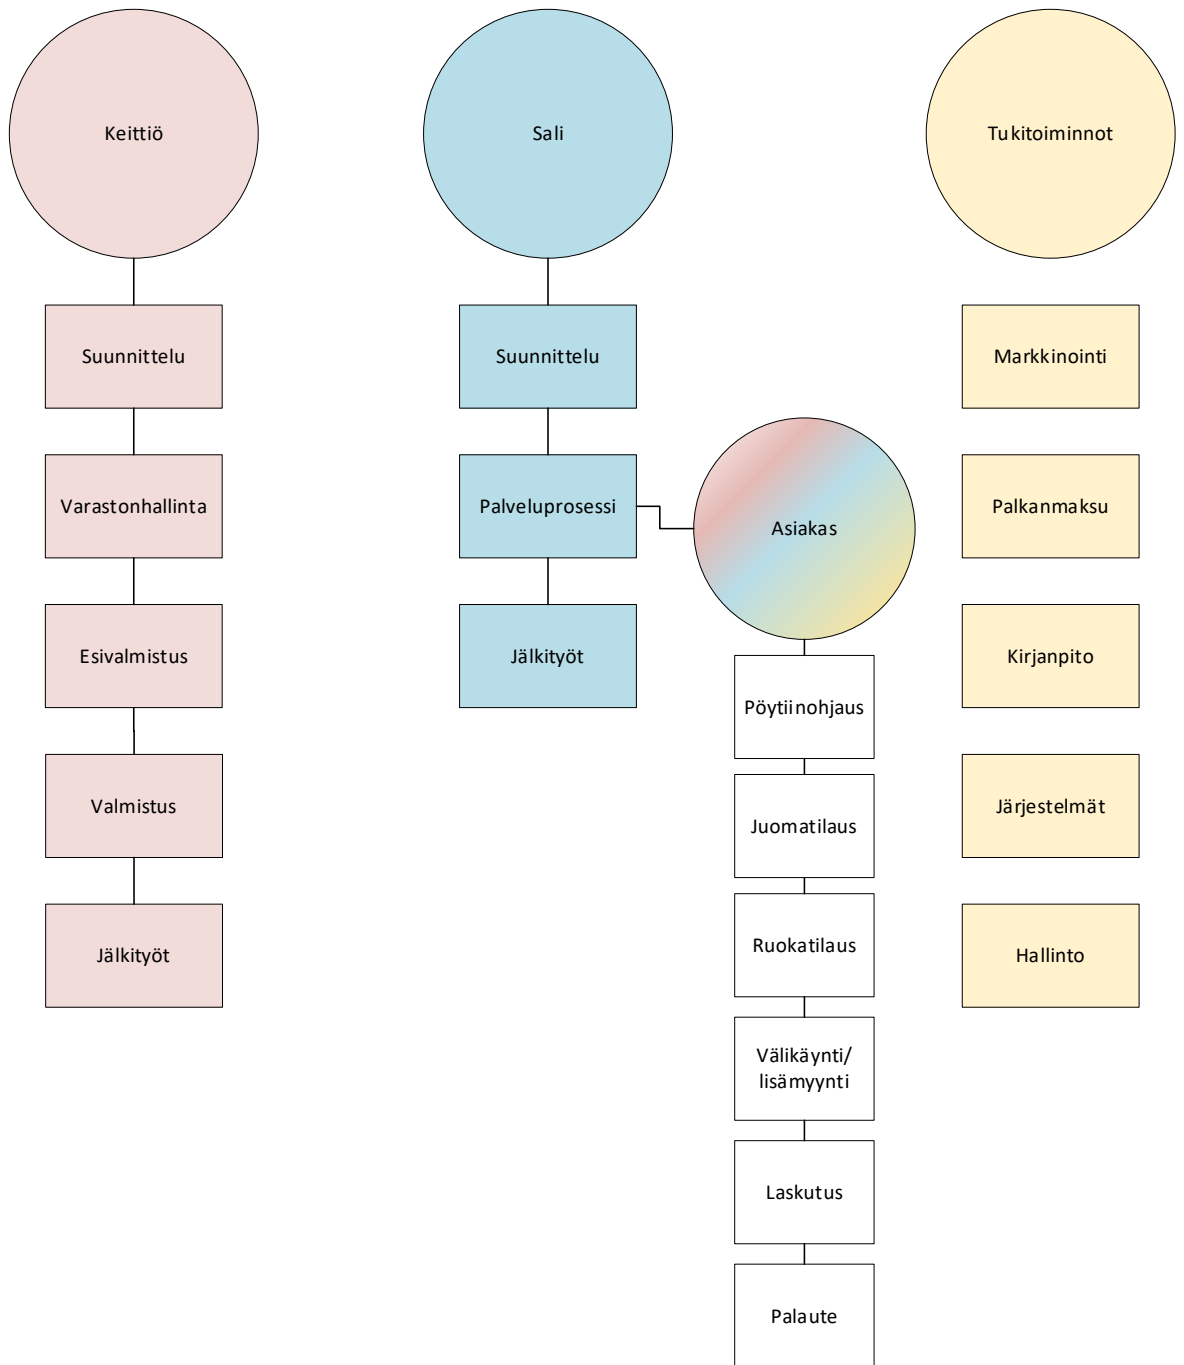 Keittiö
Suunnittelu
Varastonhallinta
Esivalmistus
Valmistus
Jälkityöt
Sali
Suunnittelu
Palveluprosessi
Jälkityöt
Asiakas
Pöytiinohjaus
Juomatilaus
Ruokatilaus
Välikäynti/
lisämyynti
Laskutus
Palaute
Tukitoiminnot
Markkinointi
Palkanmaksu
Kirjanpito
Järjestelmät
Hallinto